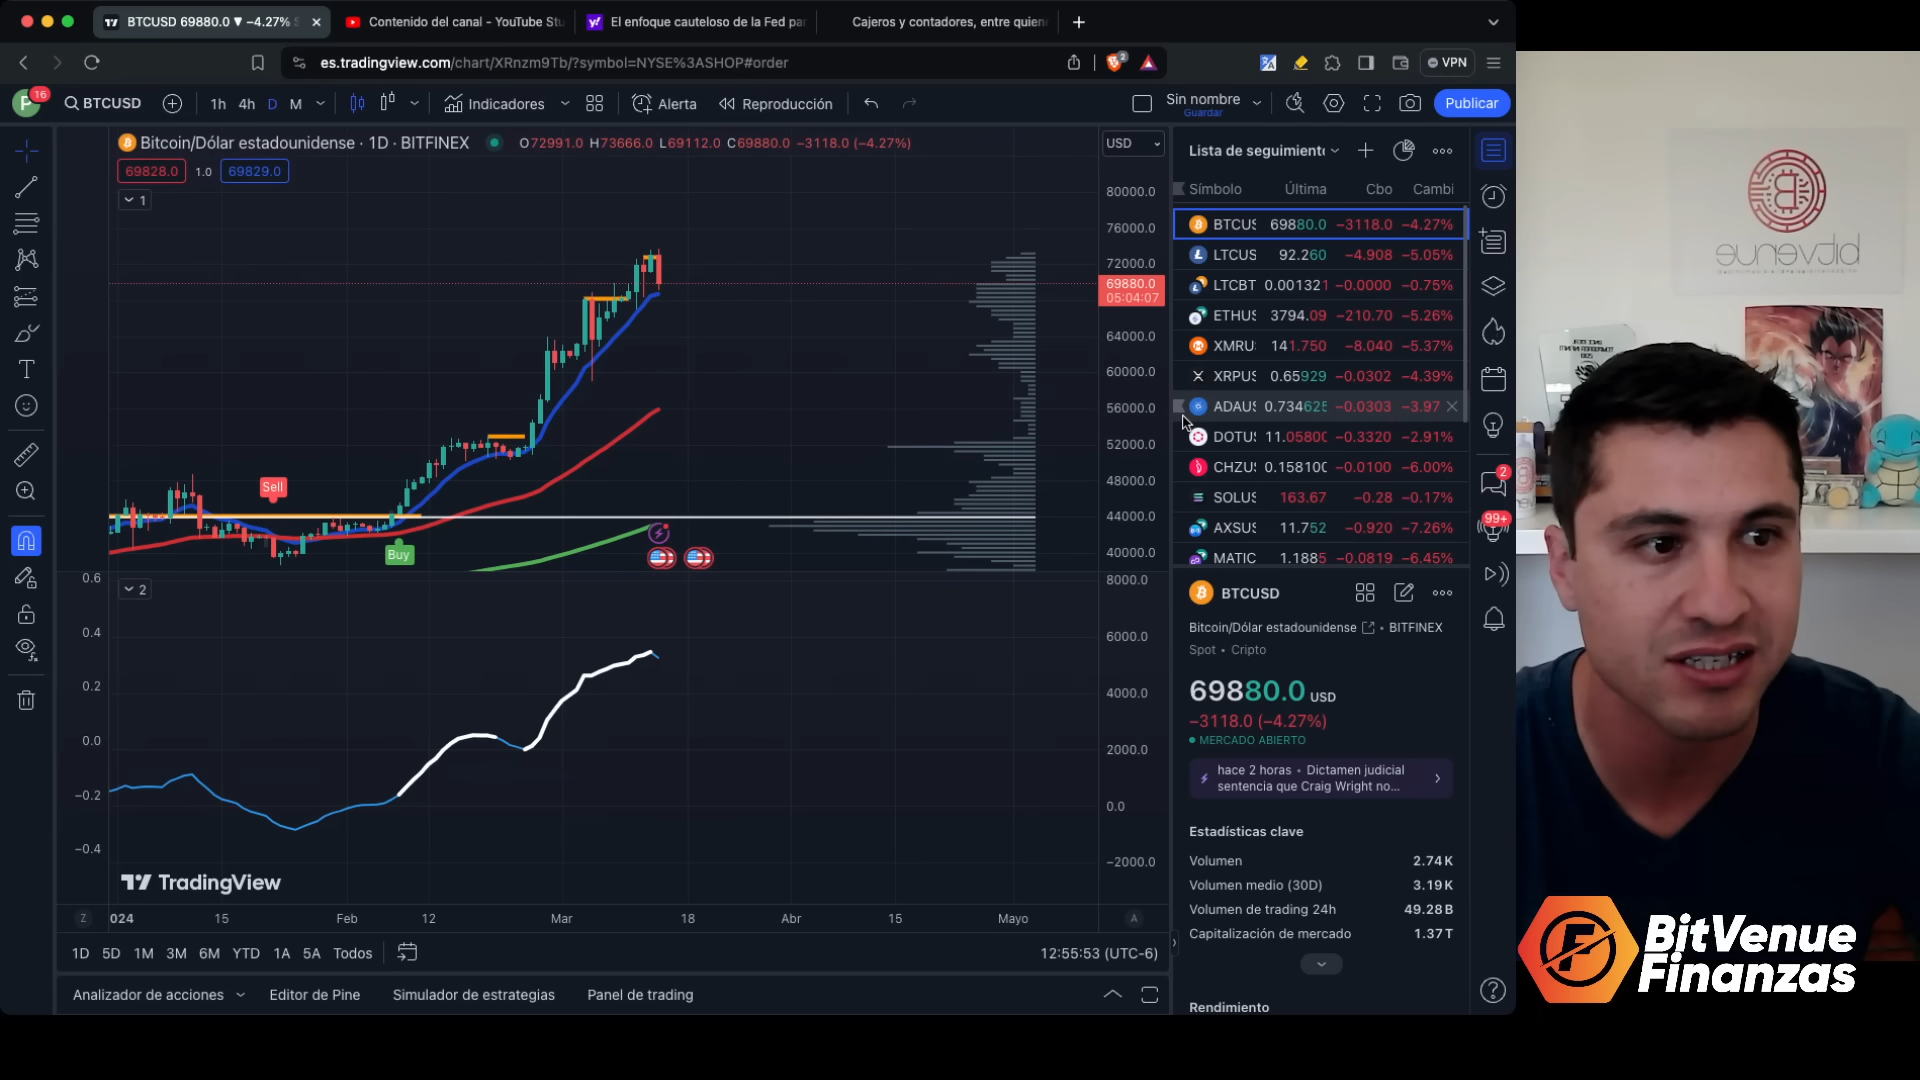 BTCUSD 69880.0 ▼ −4.27% S
Contenido del canal - YouTube Stu
El enfoque cauteloso de la Fed par
Cajeros y contadores, entre quien
es.tradingview.com/chart/XRnzm9Tb/?symbol=NYSE%3ASHOP#order
2
VPN
P
16
BTCUSD
1h
4h
D
M
Indicadores
Alerta
Reproducción
Sin nombre
Guardar
Publicar
Bitcoin/Dólar estadounidense · 1D · BITFINEX
O72991.0 H73666.0 L69112.0 C69880.0 −3118.0 (−4.27%)
69828.0
1.0
69829.0
1
USD
80000.0
76000.0
72000.0
69880.0
05:04:07
64000.0
60000.0
56000.0
52000.0
48000.0
44000.0
40000.0
Sell
Buy
2
0.6
0.4
0.2
0.0
−0.2
−0.4
8000.0
6000.0
4000.0
2000.0
0.0
−2000.0
TradingView
Z
024
15
Feb
12
Mar
18
Abr
15
Mayo
A
1D
5D
1M
3M
6M
YTD
1A
5A
Todos
12:55:53 (UTC-6)
Analizador de acciones
Editor de Pine
Simulador de estrategias
Panel de trading
Lista de seguimiento
Símbolo
Última
Cbo
Cambi
BTCUS 69880.0 −3118.0 −4.27%
LTCUS 92.260 −4.908 −5.05%
LTCBT 0.001321 −0.0000 −0.75%
ETHUS 3794.09 −210.70 −5.26%
XMRU 141.750 −8.040 −5.37%
XRPUS 0.65929 −0.0302 −4.39%
ADAUS 0.734625 −0.0303 −3.97
DOTUS 11.05800 −0.3320 −2.91%
CHZUS 0.158100 −0.0100 −6.00%
SOLUS 163.67 −0.28 −0.17%
AXSUS 11.752 −0.920 −7.26%
MATIC 1.1885 −0.0819 −6.45%
BTCUSD
Bitcoin/Dólar estadounidense • BITFINEX
Spot • Cripto
69880.0 USD
−3118.0 (−4.27%)
MERCADO ABIERTO
hace 2 horas • Dictamen judicial
sentencia que Craig Wright no...
Estadísticas clave
Volumen 2.74K
Volumen medio (30D) 3.19K
Volumen de trading 24h 49.28B
Capitalización de mercado 1.37T
Rendimiento
2
99+
bitvenue
BitVenue
Finanzas